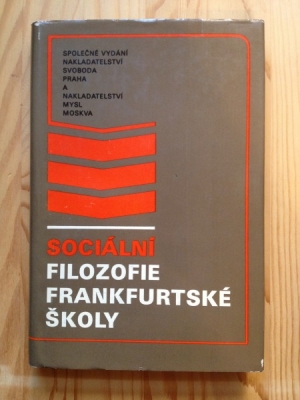 SPOLEČNÉ VYDÁNÍ
NAKLADATELSTVÍ
SVOBODA
PRAHA
A
NAKLADATELSTVÍ
MYSL
MOSKVA
SOCIÁLNÍ
FILOZOFIE
FRANKFURTSKÉ
ŠKOLY